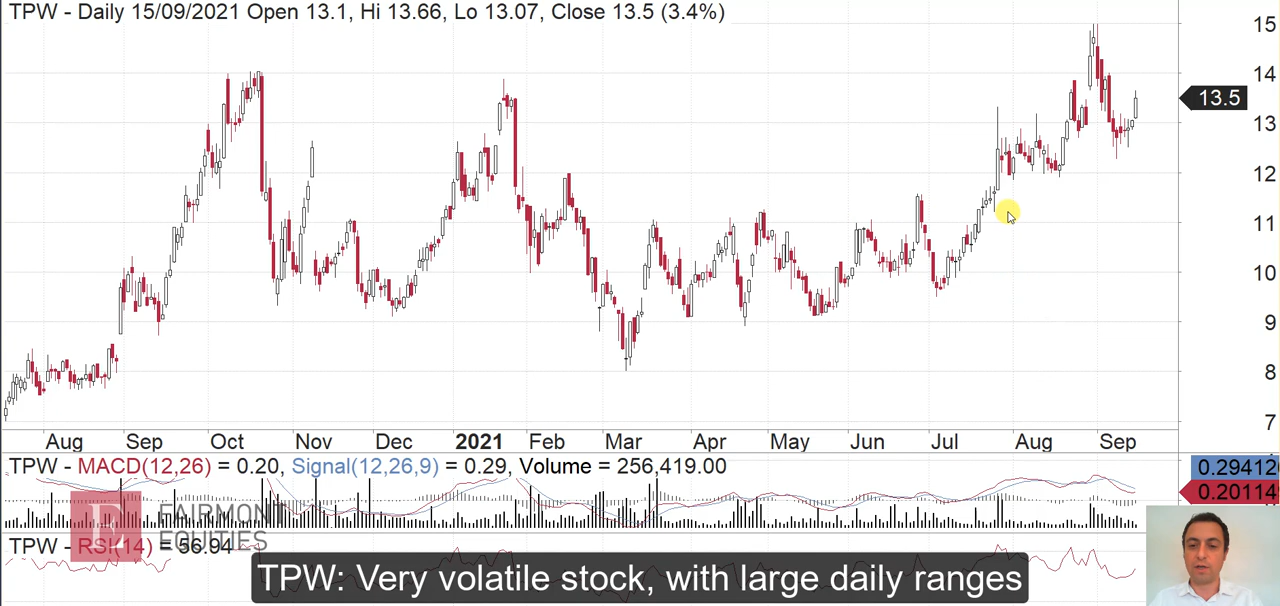 TPW - Daily 15/09/2021 Open 13.1, Hi 13.66, Lo 13.07, Close 13.5 (3.4%)
15
14
13.5
13
12
11
10
9
8
7
Aug Sep Oct Nov Dec 2021 Feb Mar Apr May Jun Jul Aug Sep
TPW - MACD(12,26) = 0.20, Signal(12,26,9) = 0.29, Volume = 256,419.00
0.29412
0.20114
E FAIRMONT
EQUITIES
TPW - RSI(14) = 56.94
TPW: Very volatile stock, with large daily ranges